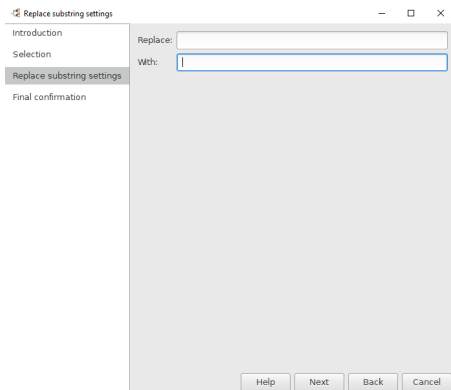 Replace substring settings
Introduction
Selection
Replace substring settings
Final confirmation
Replace:
With:
Help Next Back Cancel